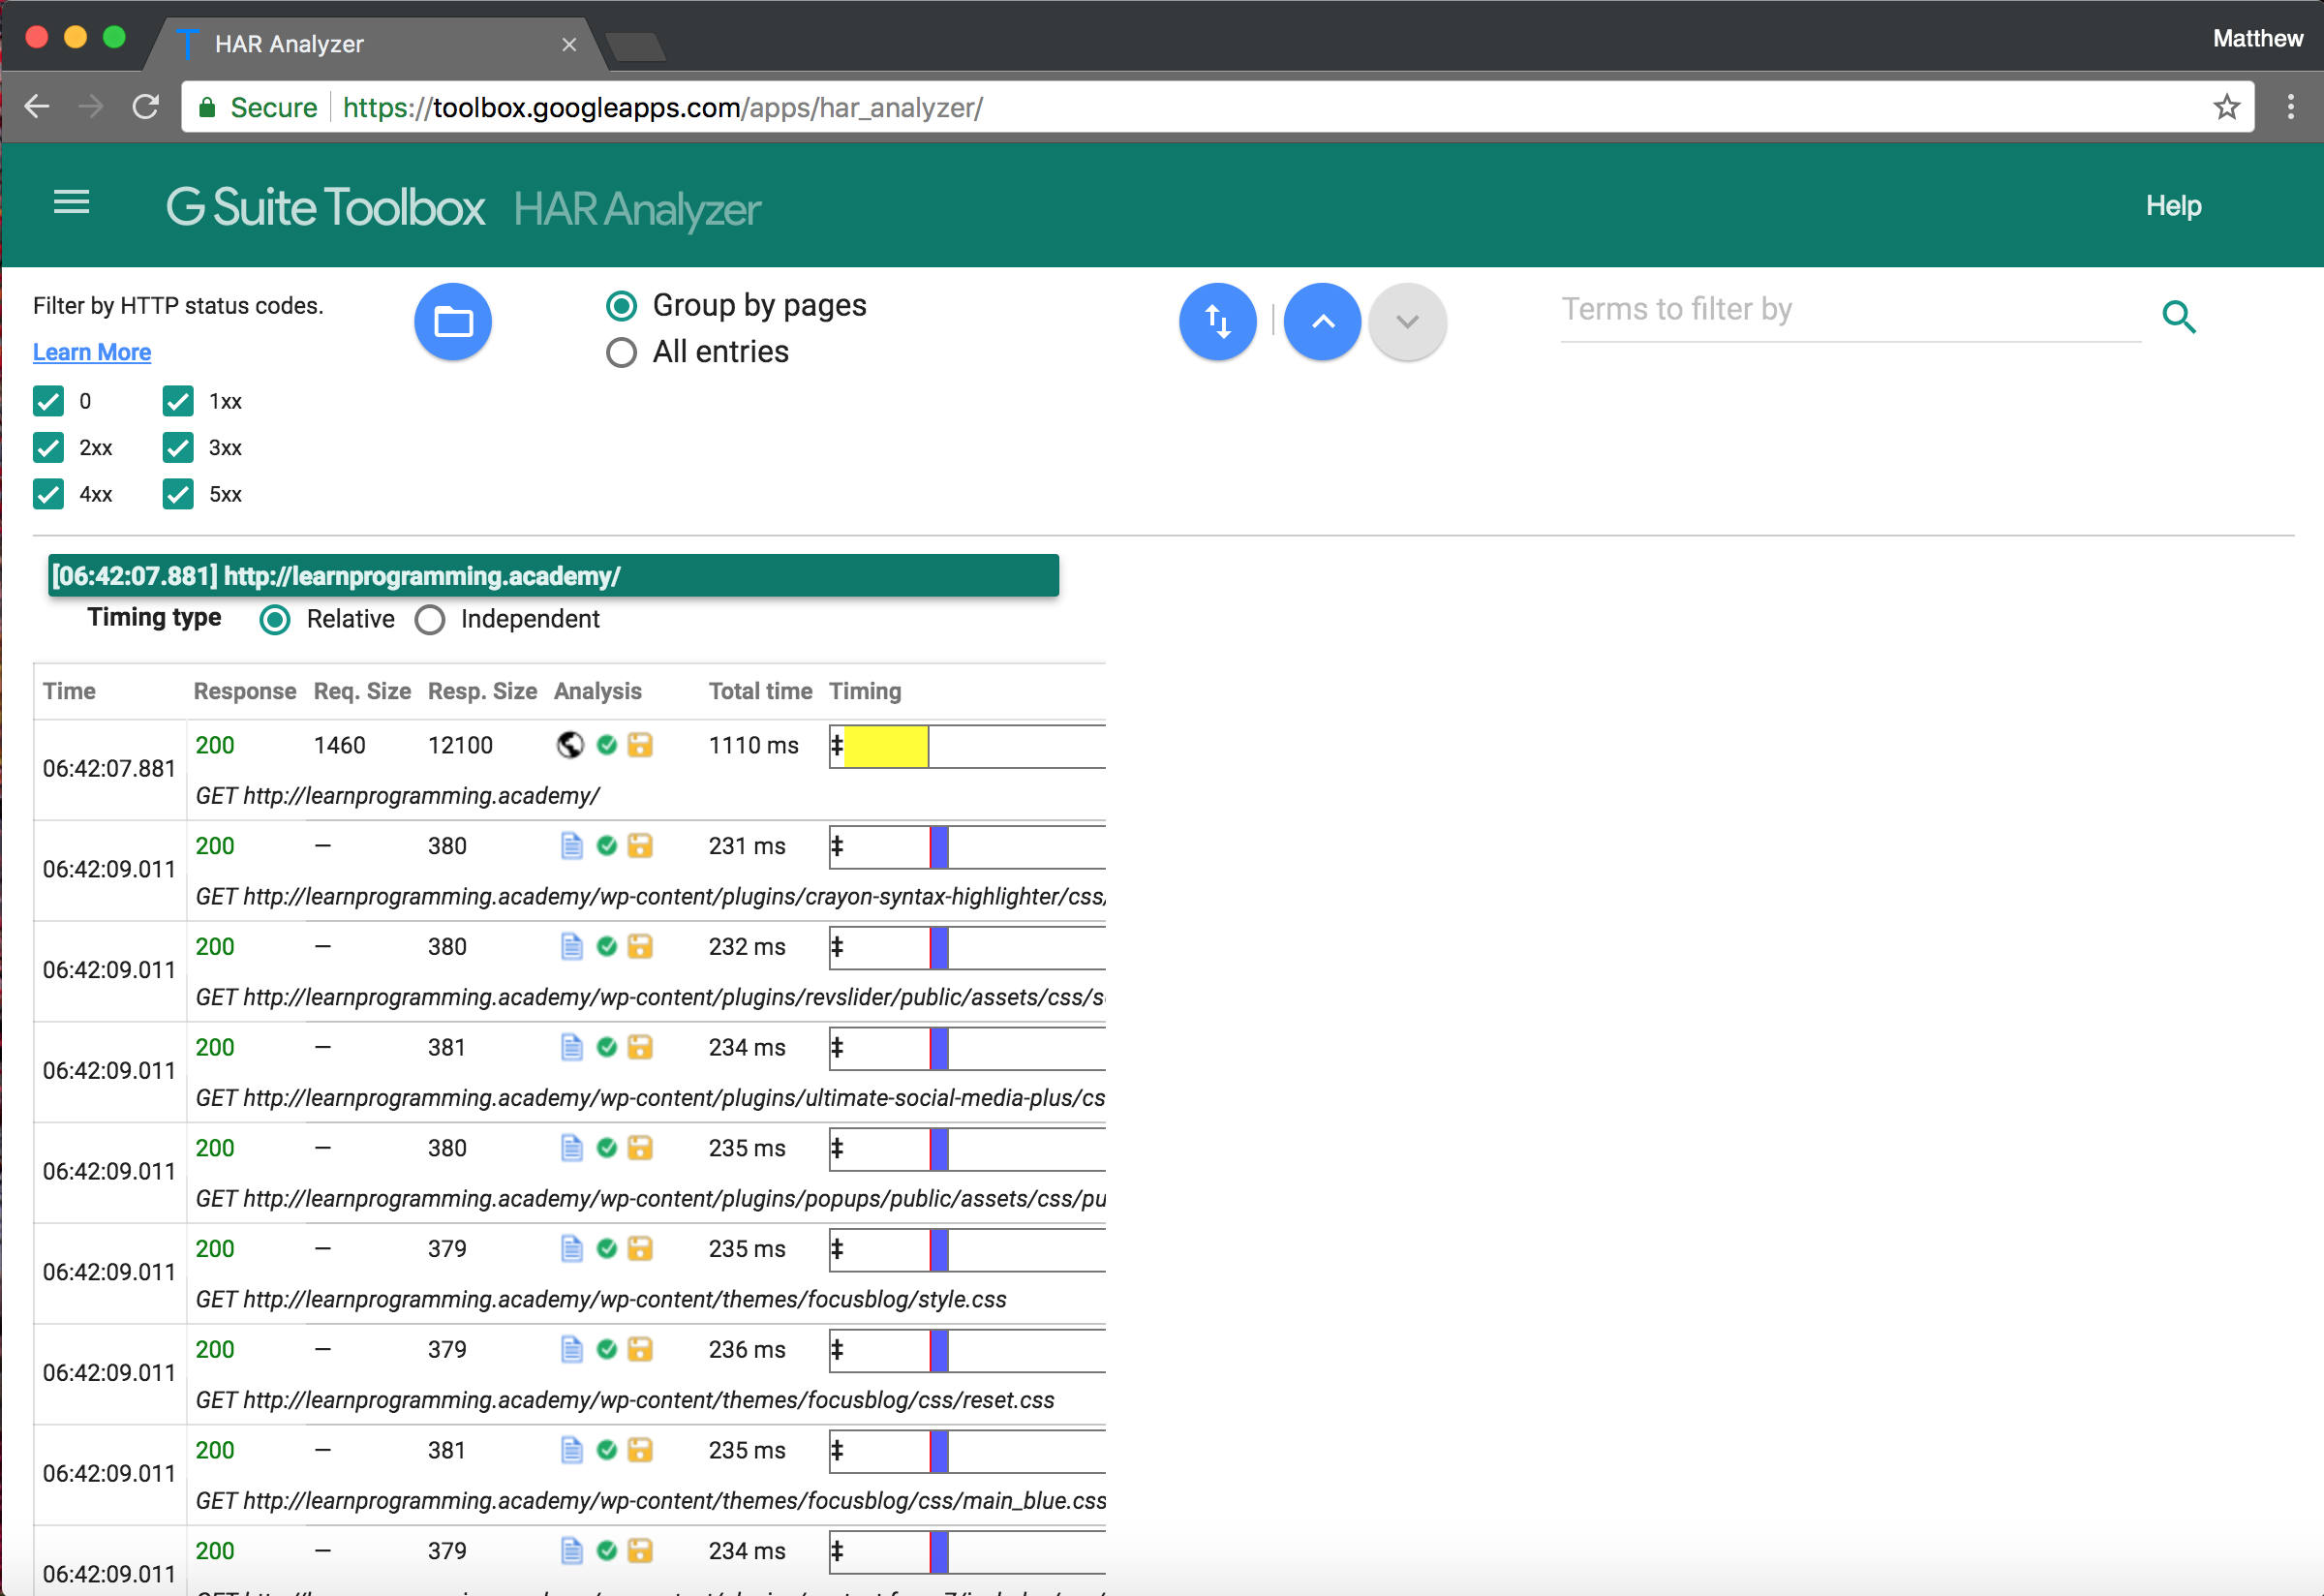 HAR Analyzer
Matthew
Secure https://toolbox.googleapps.com/apps/har_analyzer/
G Suite Toolbox HAR Analyzer
Help
Filter by HTTP status codes.
Learn More
0 1xx
2xx 3xx
4xx 5xx
Group by pages
All entries
Terms to filter by
[06:42:07.881] http://learnprogramming.academy/
Timing type Relative Independent
Time Response Req. Size Resp. Size Analysis Total time Timing
06:42:07.881 200 1460 12100 1110 ms ‡
GET http://learnprogramming.academy/
06:42:09.011 200 — 380 231 ms ‡
GET http://learnprogramming.academy/wp-content/plugins/crayon-syntax-highlighter/css/
06:42:09.011 200 — 380 232 ms ‡
GET http://learnprogramming.academy/wp-content/plugins/revslider/public/assets/css/s
06:42:09.011 200 — 381 234 ms ‡
GET http://learnprogramming.academy/wp-content/plugins/ultimate-social-media-plus/cs
06:42:09.011 200 — 380 235 ms ‡
GET http://learnprogramming.academy/wp-content/plugins/popups/public/assets/css/pu
06:42:09.011 200 — 379 235 ms ‡
GET http://learnprogramming.academy/wp-content/themes/focusblog/style.css
06:42:09.011 200 — 379 236 ms ‡
GET http://learnprogramming.academy/wp-content/themes/focusblog/css/reset.css
06:42:09.011 200 — 381 235 ms ‡
GET http://learnprogramming.academy/wp-content/themes/focusblog/css/main_blue.css
06:42:09.011 200 — 379 234 ms ‡